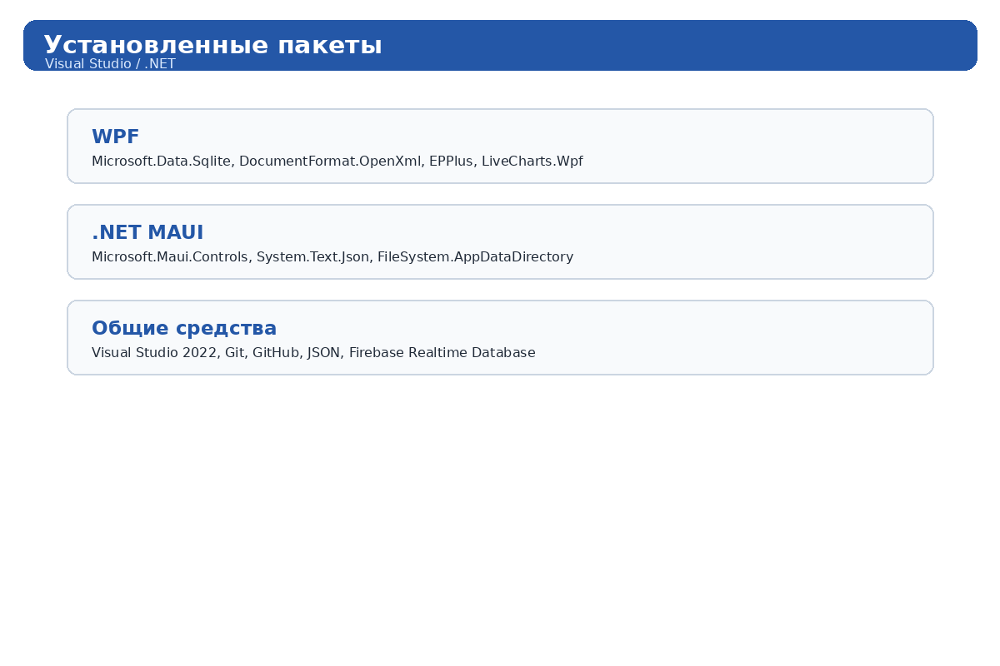 Установленные пакеты
Visual Studio / .NET
WPF
Microsoft.Data.Sqlite, DocumentFormat.OpenXml, EPPlus, LiveCharts.Wpf
.NET MAUI
Microsoft.Maui.Controls, System.Text.Json, FileSystem.AppDataDirectory
Общие средства
Visual Studio 2022, Git, GitHub, JSON, Firebase Realtime Database